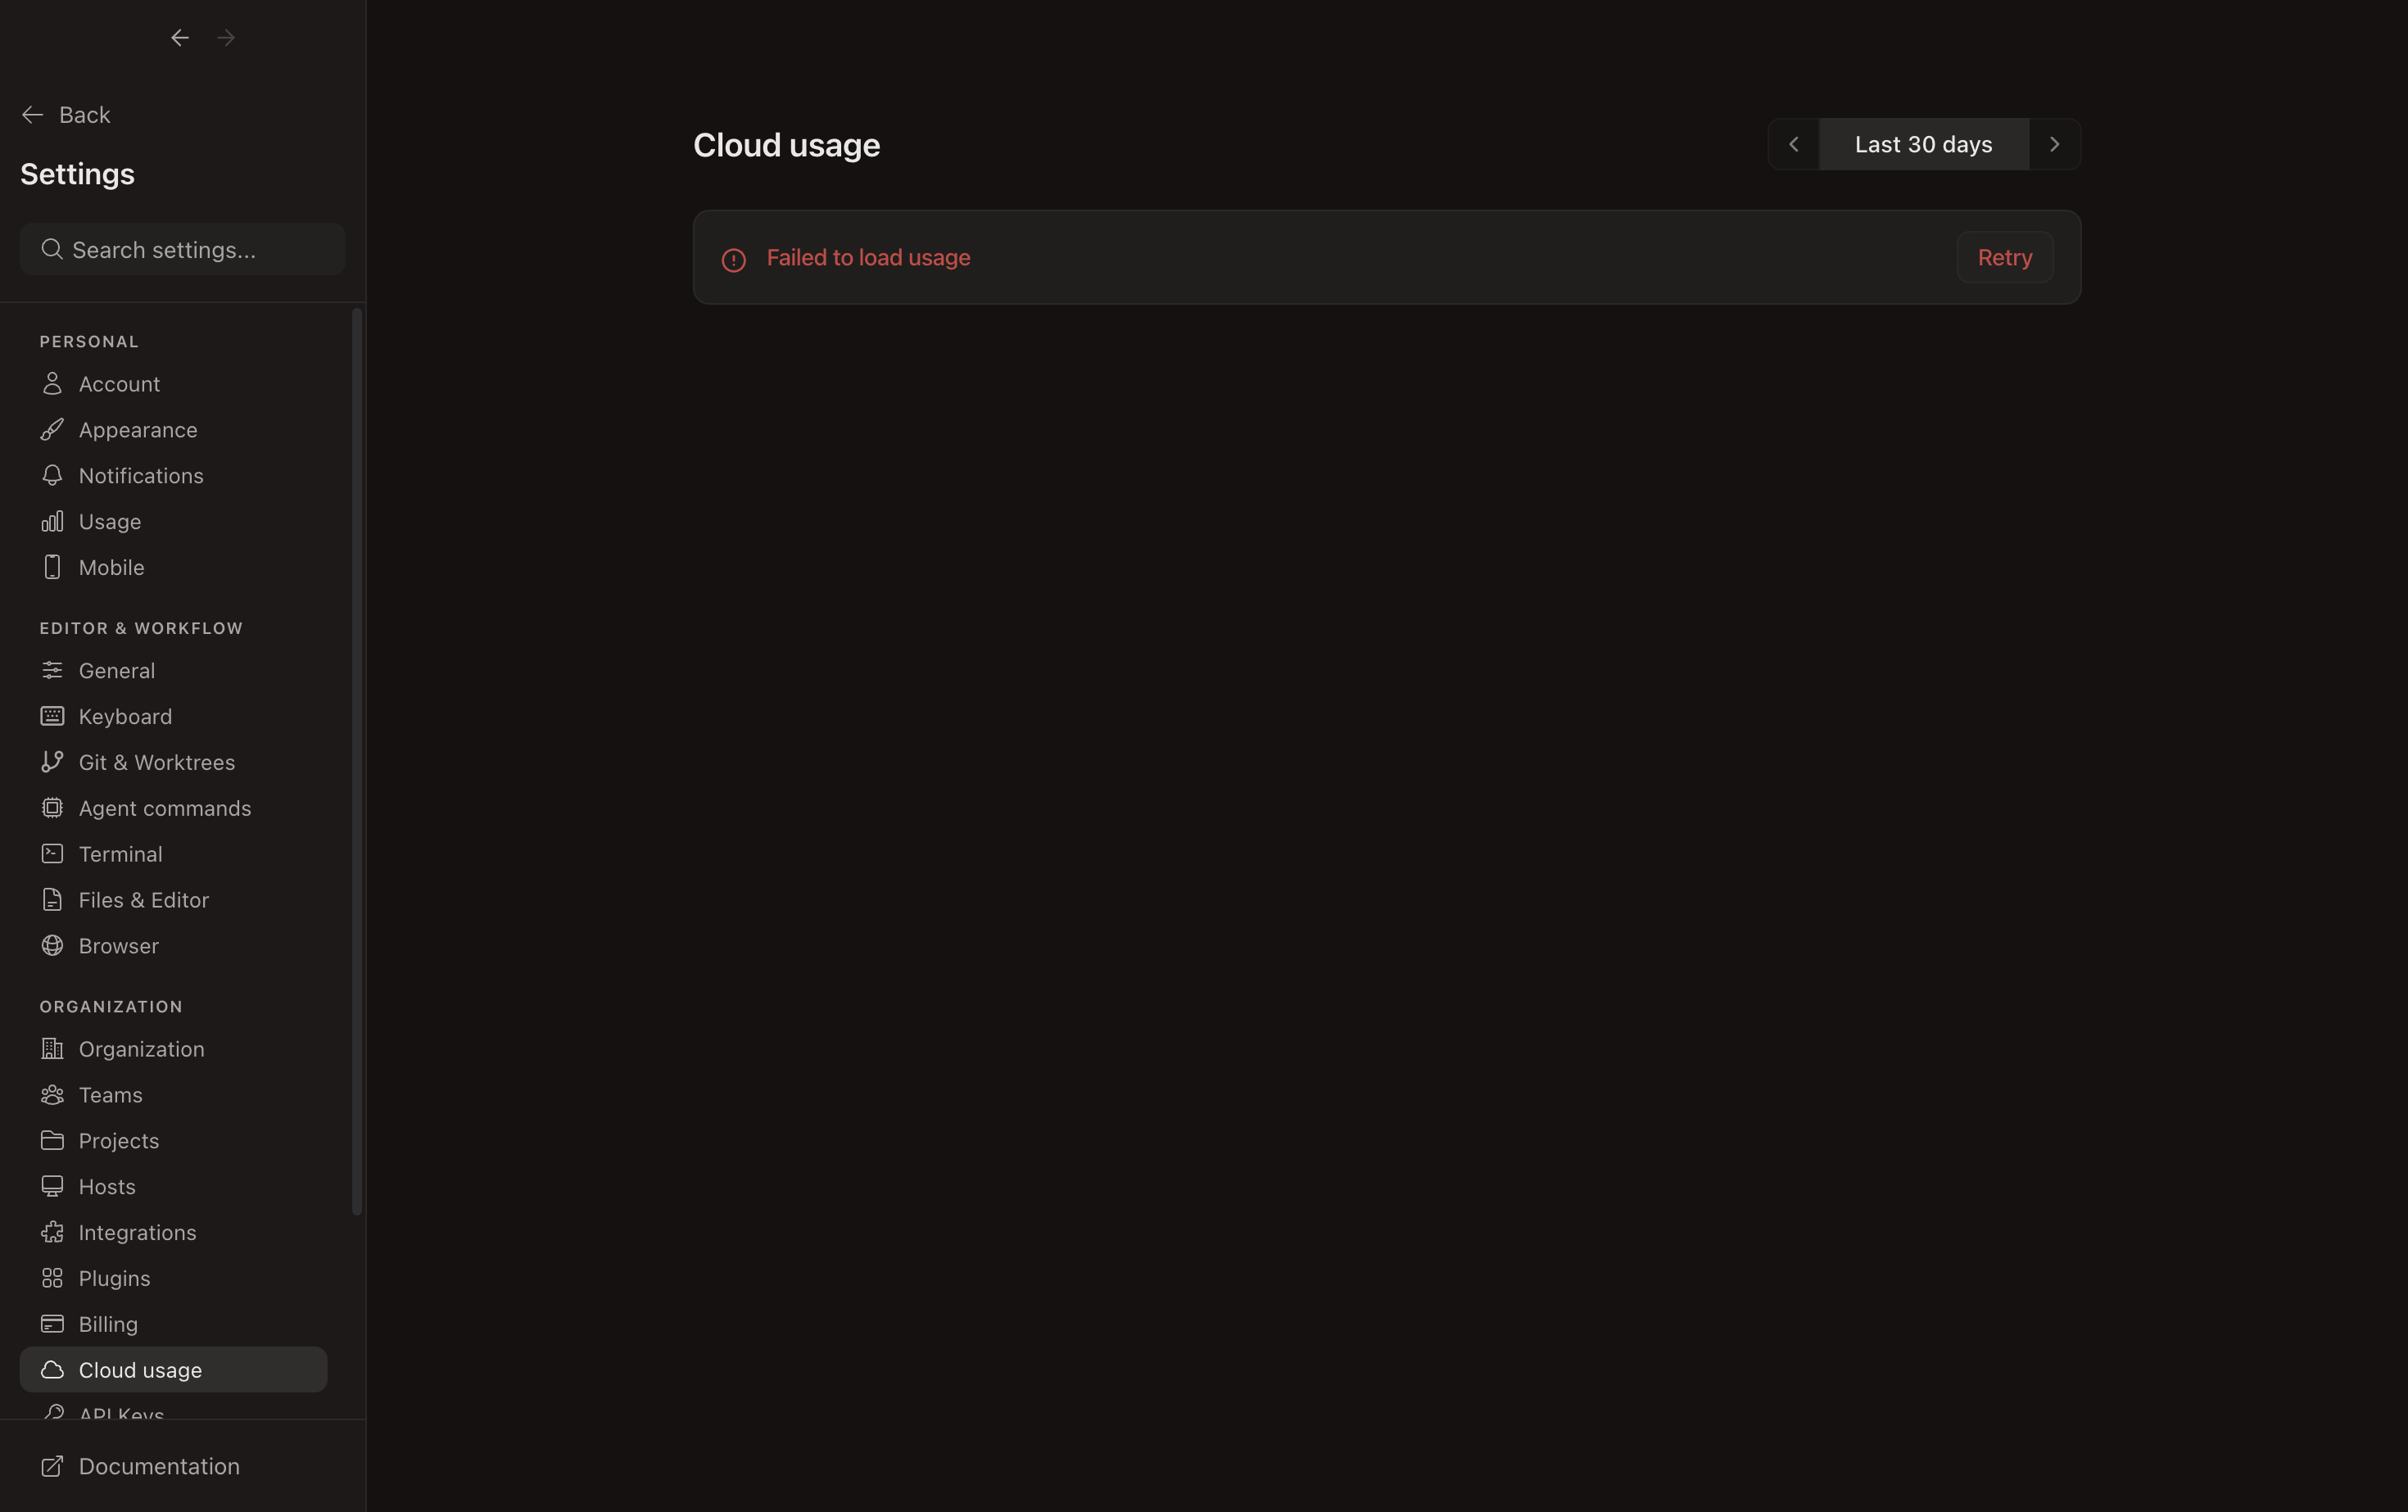 Back
Settings
Search settings...
PERSONAL
Account
Appearance
Notifications
Usage
Mobile
EDITOR & WORKFLOW
General
Keyboard
Git & Worktrees
Agent commands
Terminal
Files & Editor
Browser
ORGANIZATION
Organization
Teams
Projects
Hosts
Integrations
Plugins
Billing
Cloud usage
API Keys
Documentation
Cloud usage
Last 30 days
Failed to load usage
Retry